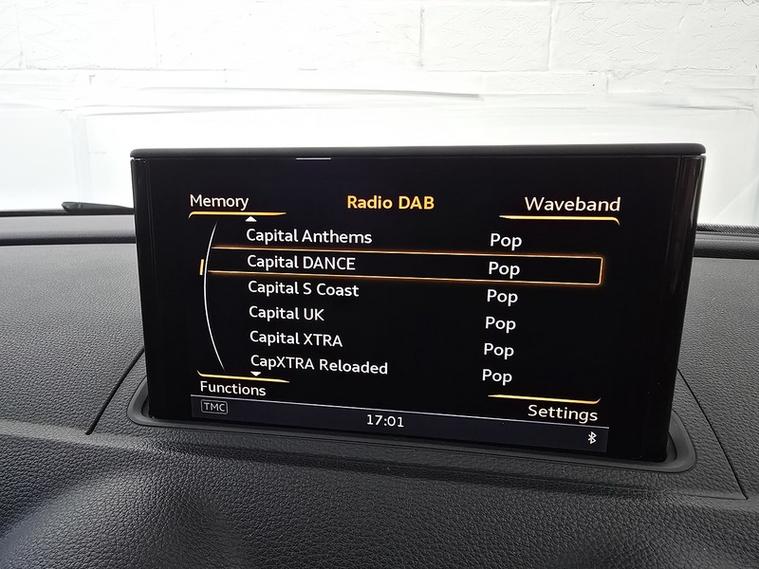 Memory Radio DAB Waveband
Capital Anthems Pop
Capital DANCE Pop
Capital S Coast Pop
Capital UK Pop
Capital XTRA Pop
CapXTRA Reloaded Pop
Functions Settings
TMC 17:01